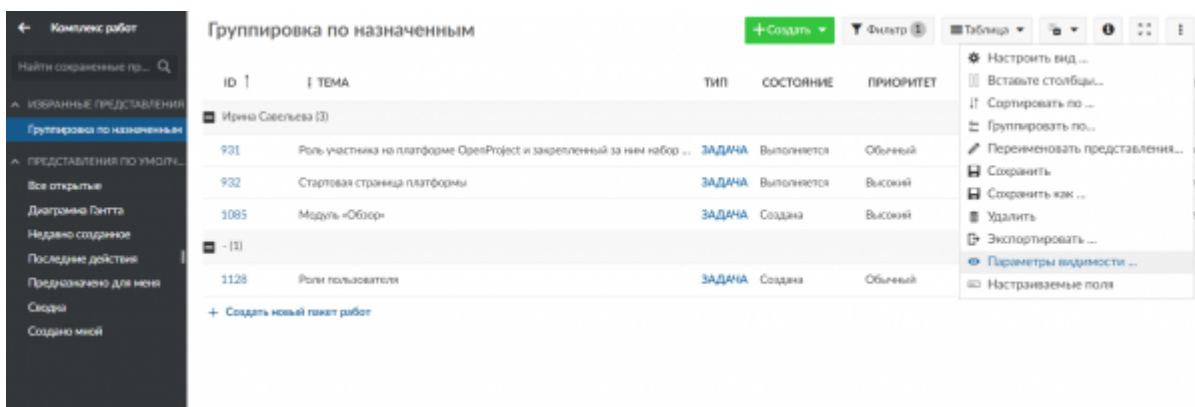 Комплекс работ
Группировка по назначенным
+Создать
Фильтр 1
Таблица
Найти сохраненные пр...
ИЗБРАННЫЕ ПРЕДСТАВЛЕНИЯ
Группировка по назначенным
ПРЕДСТАВЛЕНИЯ ПО УМОЛЧ...
Все открытые
Диаграмма Гантта
Недавно созданное
Последние действия
Предназначено для меня
Сводка
Создано мной
ID ТЕМА ТИП СОСТОЯНИЕ ПРИОРИТЕТ
Ирина Савельева (3)
931 Роль участника на платформе OpenProject и закрепленный за ним набор ... ЗАДАЧА Выполняется Обычный
932 Стартовая страница платформы ЗАДАЧА Выполняется Высокий
1085 Модуль «Обзор» ЗАДАЧА Создана Высокий
- (1)
1128 Роли пользователя ЗАДАЧА Создана Обычный
+ Создать новый пакет работ
Настроить вид ...
Вставьте столбцы...
Сортировать по ...
Группировать по...
Переименовать представления...
Сохранить
Сохранить как ...
Удалить
Экспортировать ...
Параметры видимости ...
Настраиваемые поля